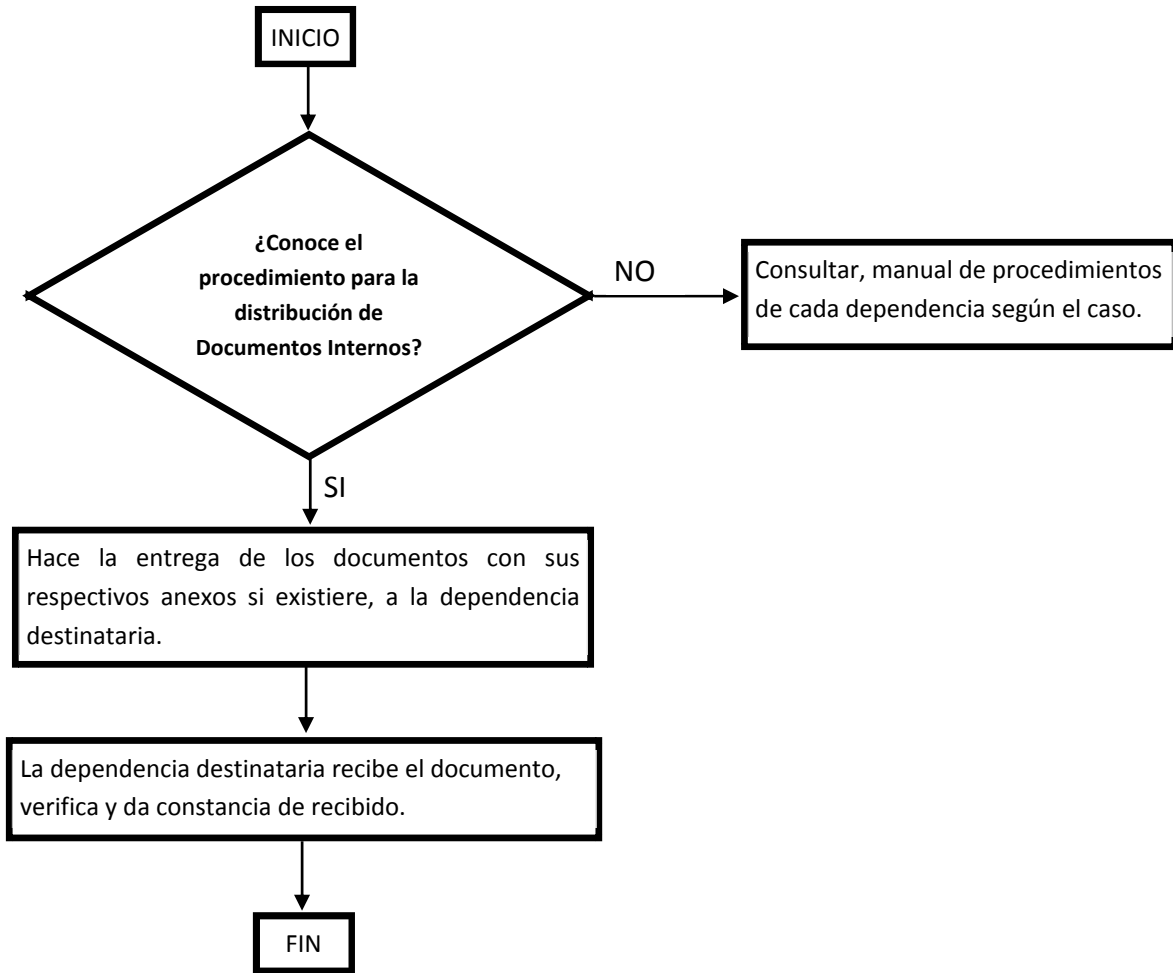 INICIO
¿Conoce el
procedimiento para la
distribución de
Documentos Internos?
NO
Consultar, manual de procedimientos
de cada dependencia según el caso.
SI
Hace la entrega de los documentos con sus
respectivos anexos si existiere, a la dependencia
destinataria.
La dependencia destinataria recibe el documento,
verifica y da constancia de recibido.
FIN